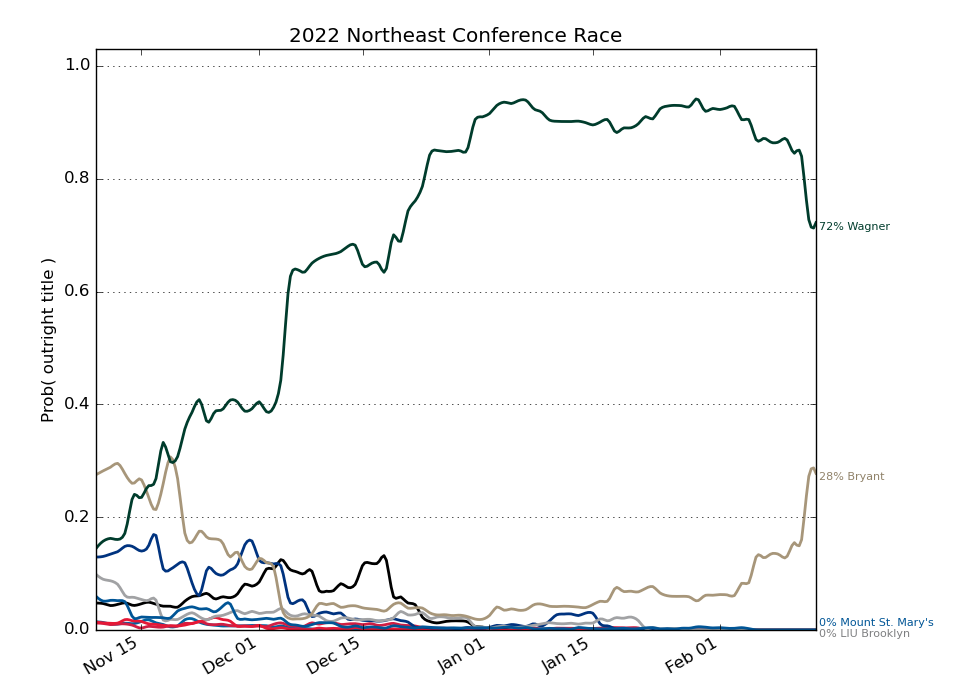 2022 Northeast Conference Race
Prob( outright title )
1.0
0.8
0.6
0.4
0.2
0.0
72% Wagner
28% Bryant
0% Mount St. Mary's
0% LIU Brooklyn
Nov 15
Dec 01
Dec 15
Jan 01
Jan 15
Feb 01